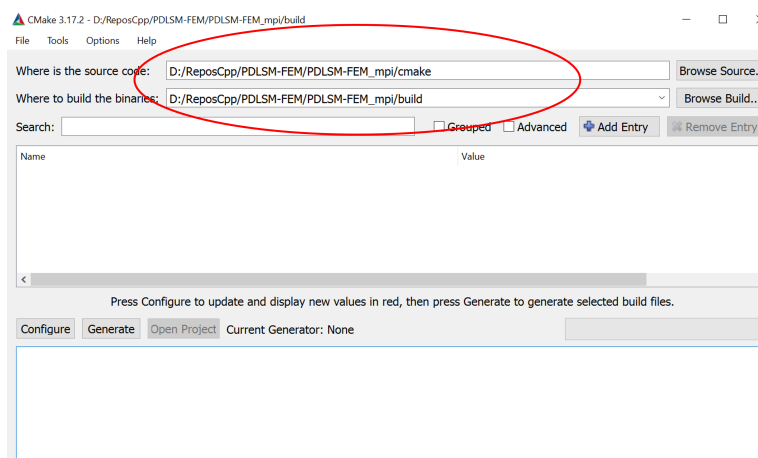 CMake 3.17.2 - D:/ReposCpp/PDLSM-FEM/PDLSM-FEM_mpi/build
File Tools Options Help
Where is the source code: D:/ReposCpp/PDLSM-FEM/PDLSM-FEM_mpi/cmake Browse Source.
Where to build the binaries: D:/ReposCpp/PDLSM-FEM/PDLSM-FEM_mpi/build Browse Build..
Search: Grouped Advanced Add Entry Remove Entry
Name Value
Press Configure to update and display new values in red, then press Generate to generate selected build files.
Configure Generate Open Project Current Generator: None